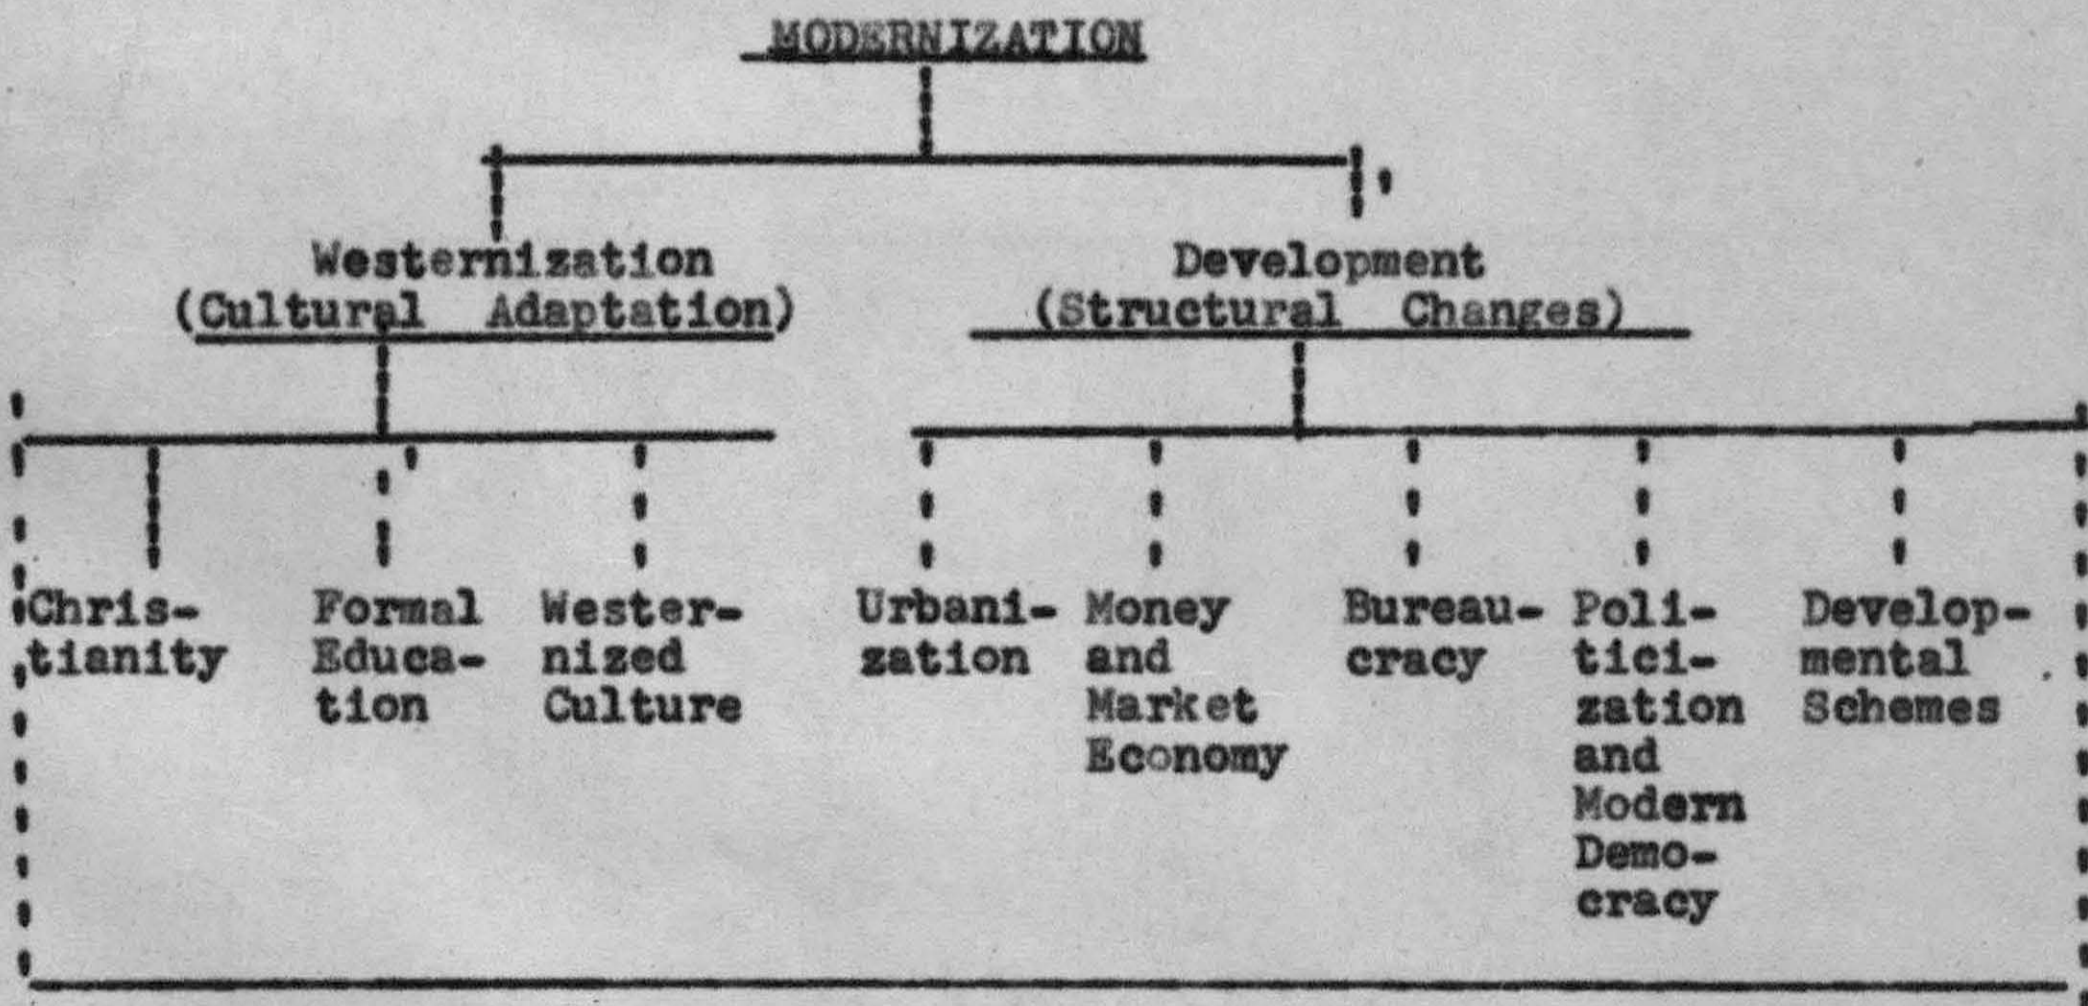 MODERNIZATION
Westernization
(Cultural Adaptation)
Development
(Structural Changes)
Chris-
tianity
Formal
Educa-
tion
Wester-
nized
Culture
Urbani-
zation
Money
and
Market
Economy
Bureau-
cracy
Poli-
tici-
zation
and
Modern
Demo-
cracy
Develop-
mental
Schemes